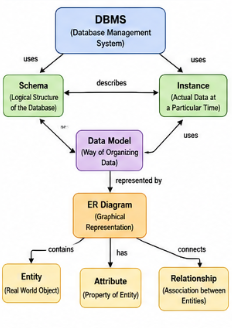 DBMS
(Database Management
System)
uses
uses
Schema
(Logical Structure
of the Database)
describes
Instance
(Actual Data at
a Particular Time)
Data Model
(Way of Organizing
Data)
uses
represented by
ER Diagram
(Graphical
Representation)
contains
has
connects
Entity
(Real World Object)
Attribute
(Property of Entity)
Relationship
(Association between
Entities)